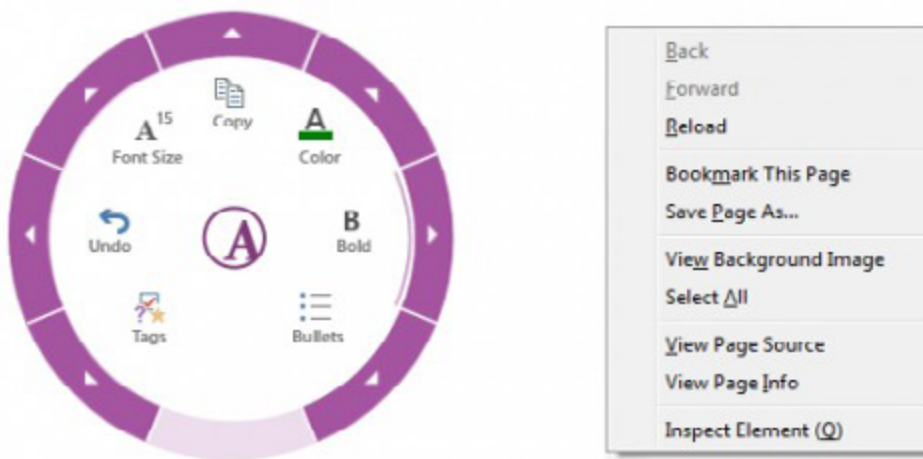 Copy
A 15
Font Size
A
Color
Undo
A
B
Bold
Tags
Bullets
Back
Forward
Reload
Bookmark This Page
Save Page As...
View Background Image
Select All
View Page Source
View Page Info
Inspect Element (Q)